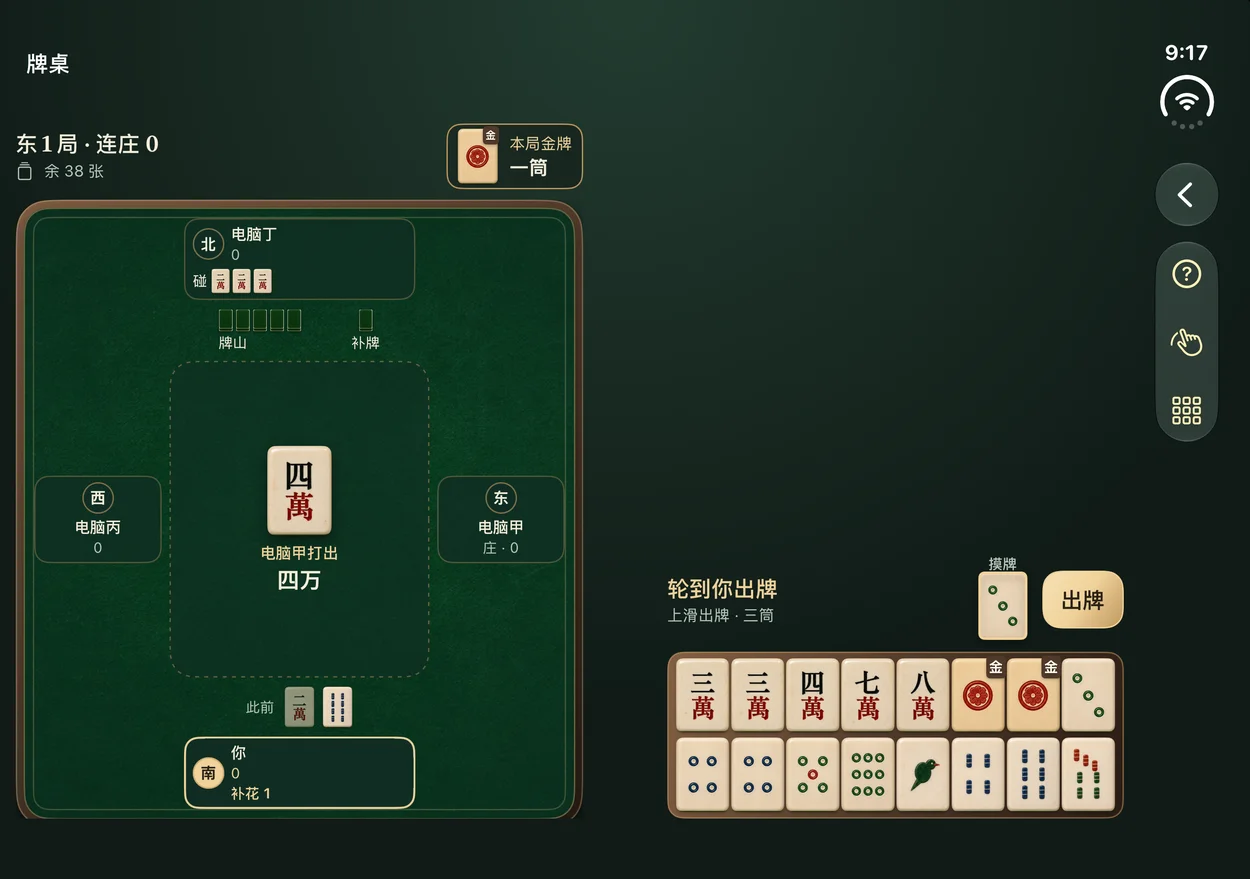 牌桌
9:17
东1局·连庄 0
余 38 张
金
本局金牌
一筒
北
电脑丁
0
碰
二萬
二萬
二萬
牌山
补牌
四萬
西
电脑丙
0
东
电脑甲
庄·0
电脑甲打出
四万
此前
二萬
南
你
0
补花 1
?
轮到你出牌
上滑出牌·三筒
摸牌
出牌
三萬
三萬
四萬
七萬
八萬
金
金